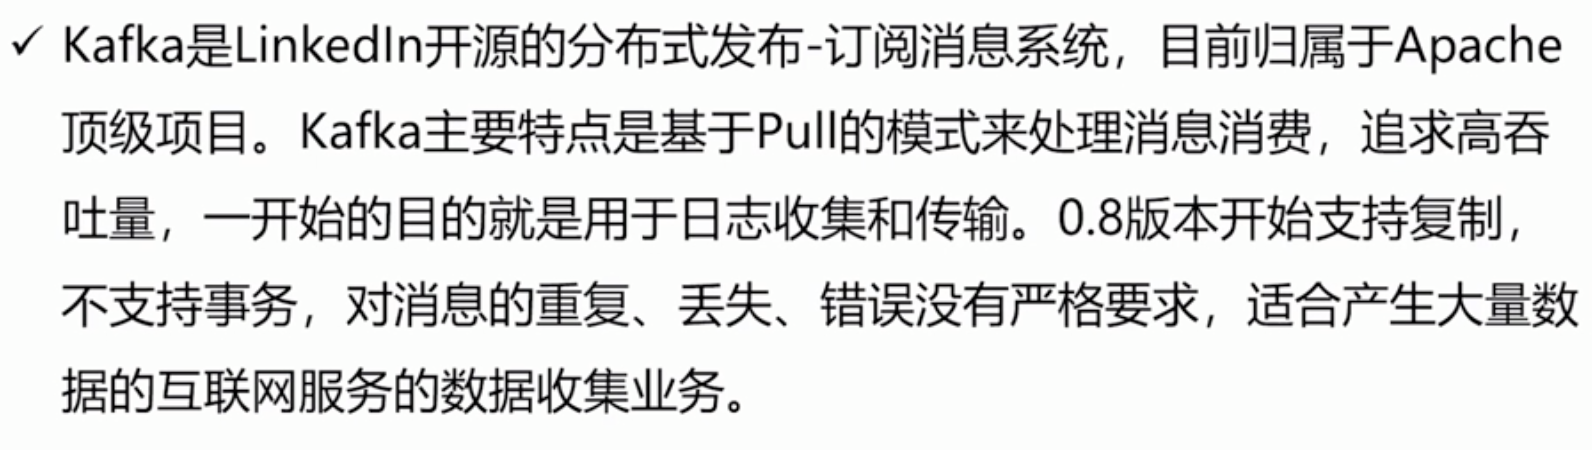 ✓ Kafka是LinkedIn开源的分布式发布-订阅消息系统，目前归属于Apache
顶级项目。Kafka主要特点是基于Pull的模式来处理消息消费，追求高吞
吐量，一开始的目的就是用于日志收集和传输。0.8版本开始支持复制，
不支持事务，对消息的重复、丢失、错误没有严格要求，适合产生大量数
据的互联网服务的数据收集业务。